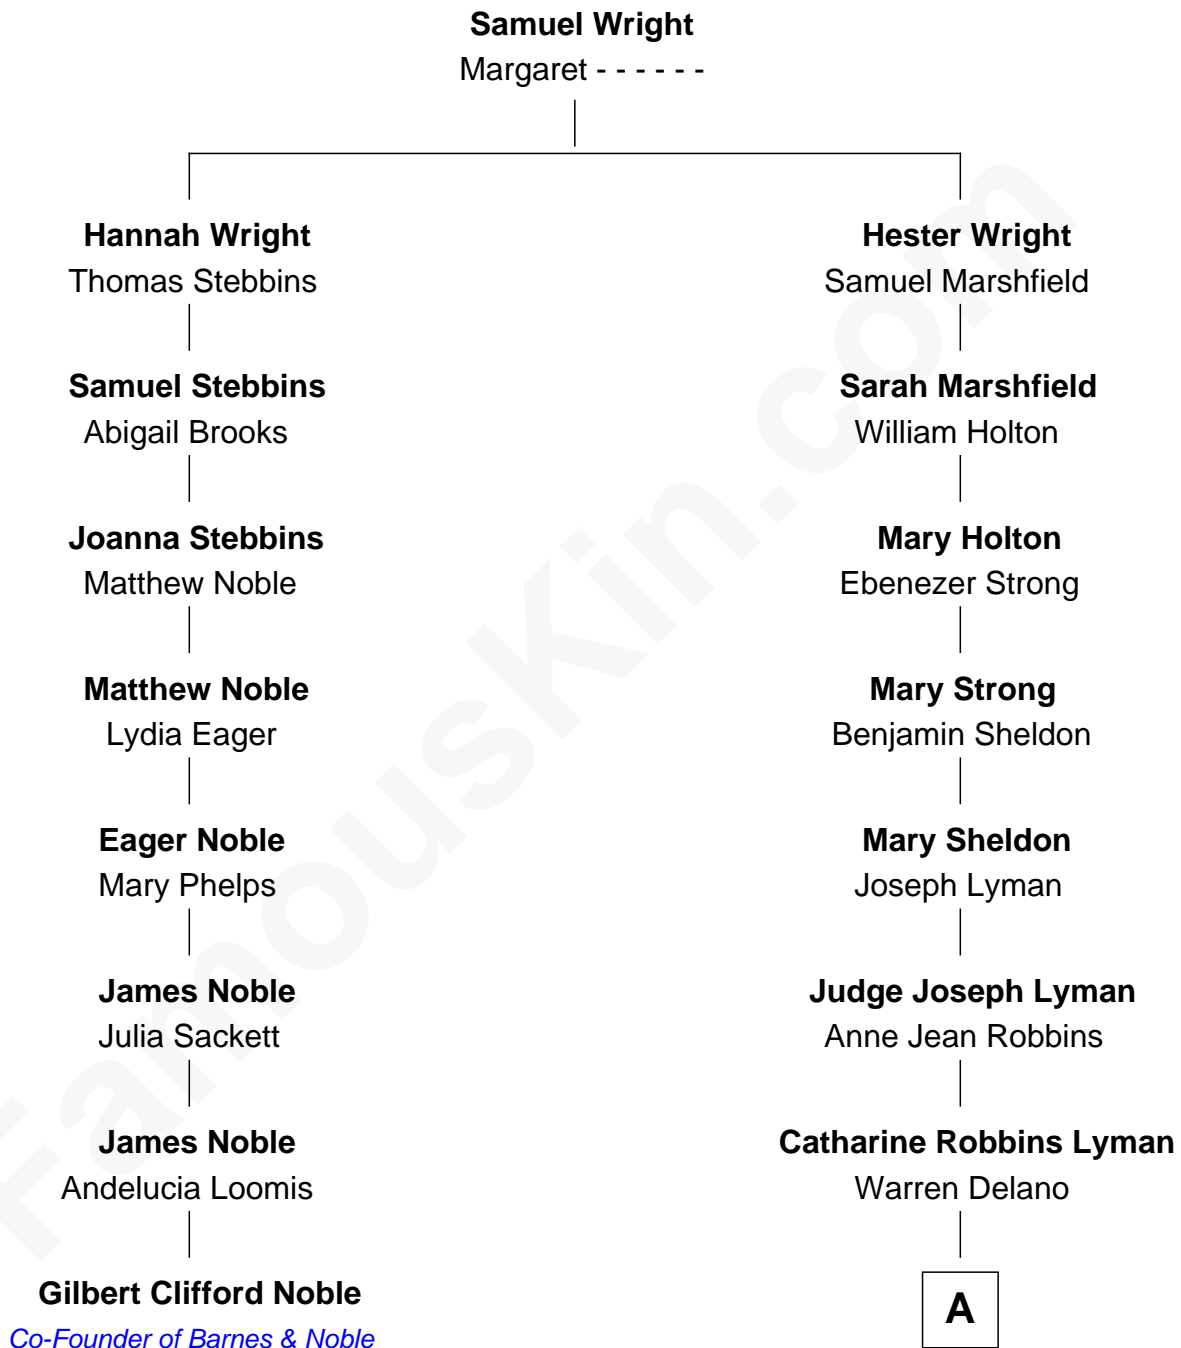 Samuel Wright
Margaret - - - - - -
Hannah Wright
Thomas Stebbins
Samuel Stebbins
Abigail Brooks
Joanna Stebbins
Matthew Noble
Matthew Noble
Lydia Eager
Eager Noble
Mary Phelps
James Noble
Julia Sackett
James Noble
Andelucia Loomis
Gilbert Clifford Noble
Co-Founder of Barnes & Noble
Hester Wright
Samuel Marshfield
Sarah Marshfield
William Holton
Mary Holton
Ebenezer Strong
Mary Strong
Benjamin Sheldon
Mary Sheldon
Joseph Lyman
Judge Joseph Lyman
Anne Jean Robbins
Catharine Robbins Lyman
Warren Delano
A
FamousKin.com